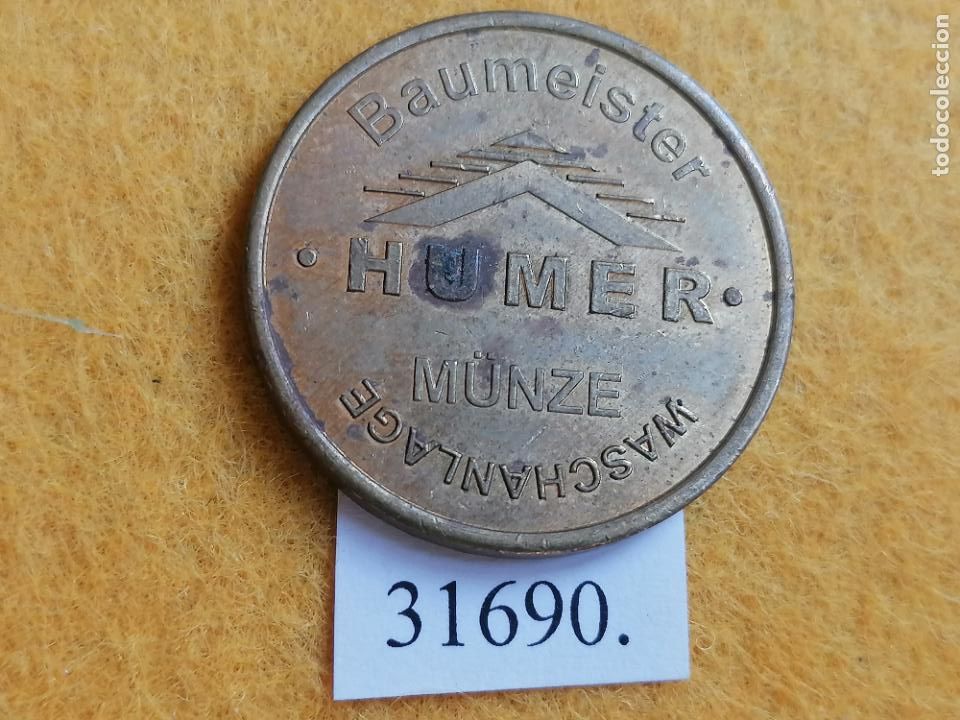 Baumeister
· HUMER ·
MÜNZE
WASCHANLAGE
31690.
todocoleccion